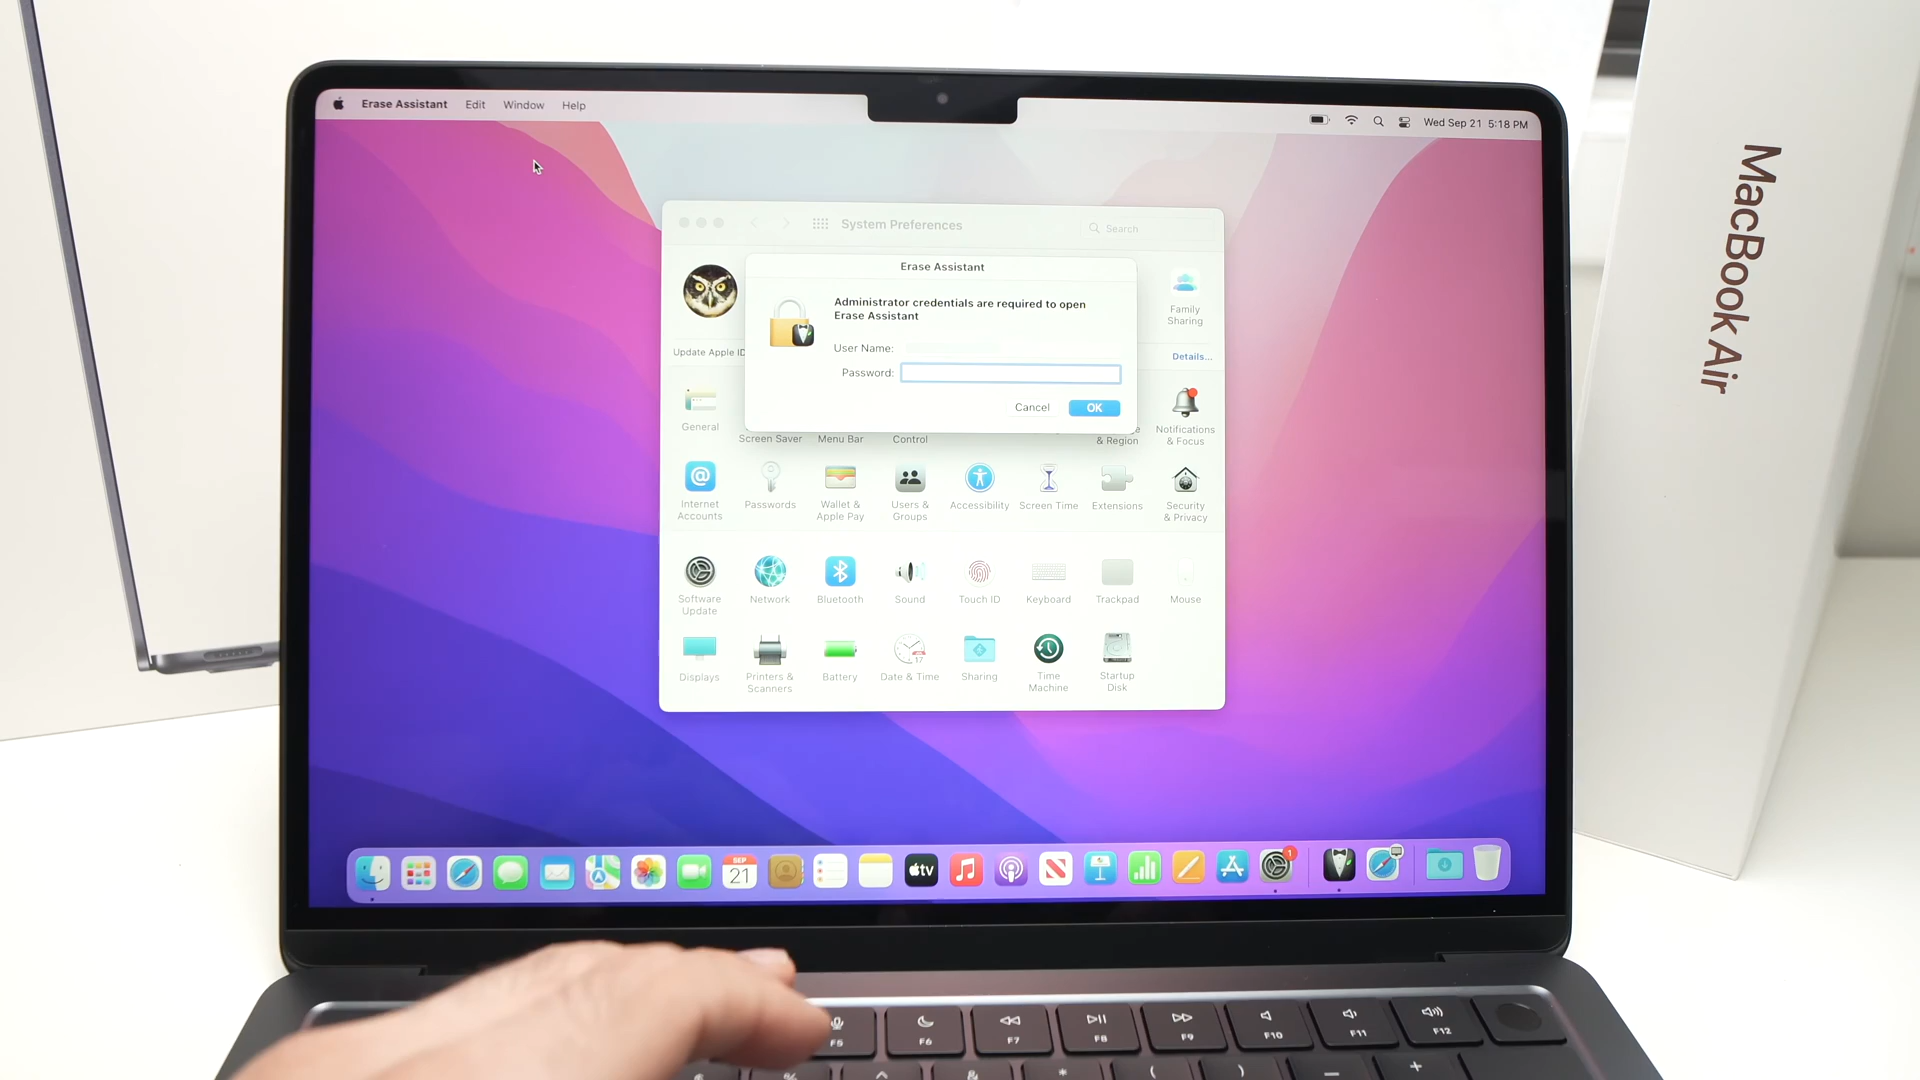 Erase Assistant Edit Window Help
Wed Sep 21 5:18 PM
System Preferences
Search
Erase Assistant
Administrator credentials are required to open
Erase Assistant
User Name:
Password:
Cancel OK
Update Apple ID
Family
Sharing
Details...
General
Screen Saver
Menu Bar
Control
& Region
Notifications
& Focus
Internet
Accounts
Passwords
Wallet &
Apple Pay
Users &
Groups
Accessibility
Screen Time
Extensions
Security
& Privacy
Software
Update
Network
Bluetooth
Sound
Touch ID
Keyboard
Trackpad
Mouse
Displays
Printers &
Scanners
Battery
17
Date & Time
Sharing
Time
Machine
Startup
Disk
SEP
21
tv
1
MacBook Air
F5
F6
F7
F8
F9
F10
F11
F12